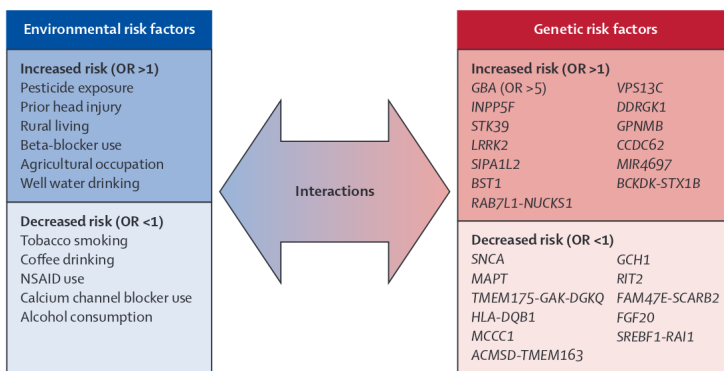 Environmental risk factors
Increased risk (OR >1)
Pesticide exposure
Prior head injury
Rural living
Beta-blocker use
Agricultural occupation
Well water drinking
Decreased risk (OR <1)
Tobacco smoking
Coffee drinking
NSAID use
Calcium channel blocker use
Alcohol consumption
Interactions
Genetic risk factors
Increased risk (OR >1)
GBA (OR >5)
INPP5F
STK39
LRRK2
SIPA1L2
BST1
RAB7L1-NUCKS1
VPS13C
DDRGK1
GPNMB
CCDC62
MIR4697
BCKDK-STX1B
Decreased risk (OR <1)
SNCA
MAPT
TMEM175-GAK-DGKQ
HLA-DQB1
MCCC1
ACMSD-TMEM163
GCH1
RIT2
FAM47E-SCARB2
FGF20
SREBF1-RAI1